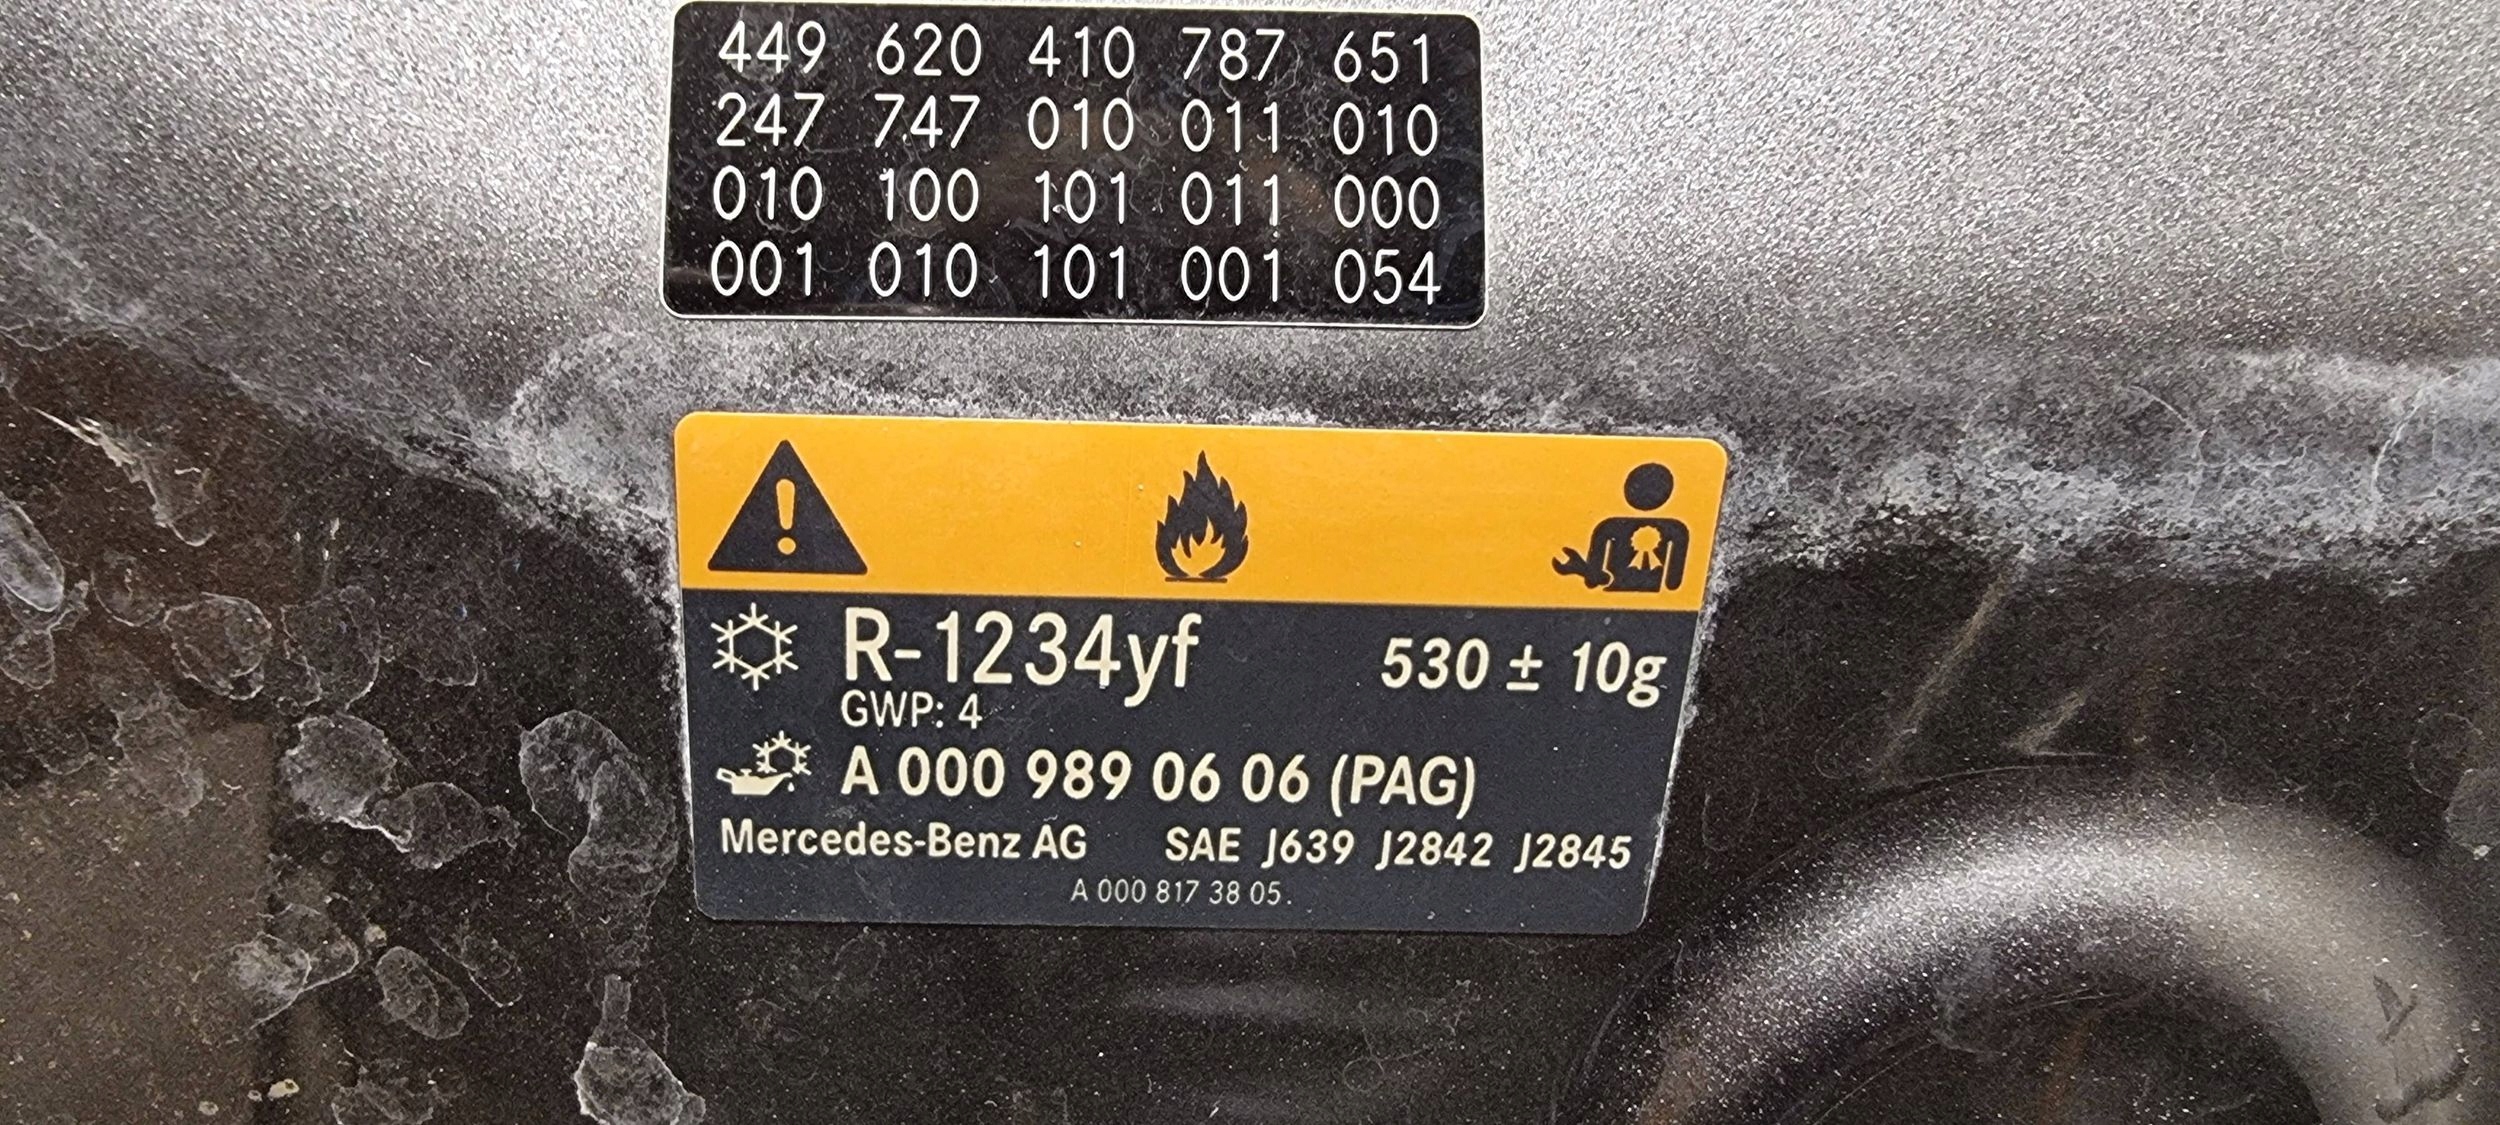 449 620 410 787 651
247 747 010 011 010
010 100 101 011 000
001 010 101 001 054
R-1234yf 530 ± 10g
GWP: 4
A 000 989 06 06 (PAG)
Mercedes-Benz AG SAE J639 J2842 J2845
A 000 817 38 05.